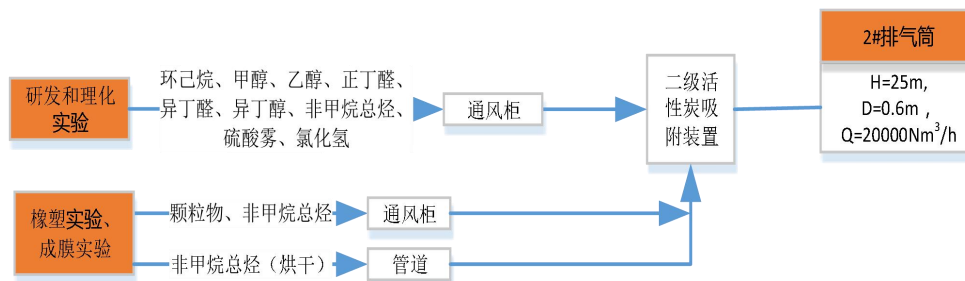 2#排气筒
H=25m,
D=0.6m ,
Q=20000Nm³/h
研发和理化
实验
环己烷、甲醇、乙醇、正丁醛、
异丁醛、异丁醇、非甲烷总烃、
硫酸雾、氯化氢
通风柜
二级活
性炭吸
附装置
橡塑实验、
成膜实验
颗粒物、非甲烷总烃
通风柜
非甲烷总烃（烘干）
管道